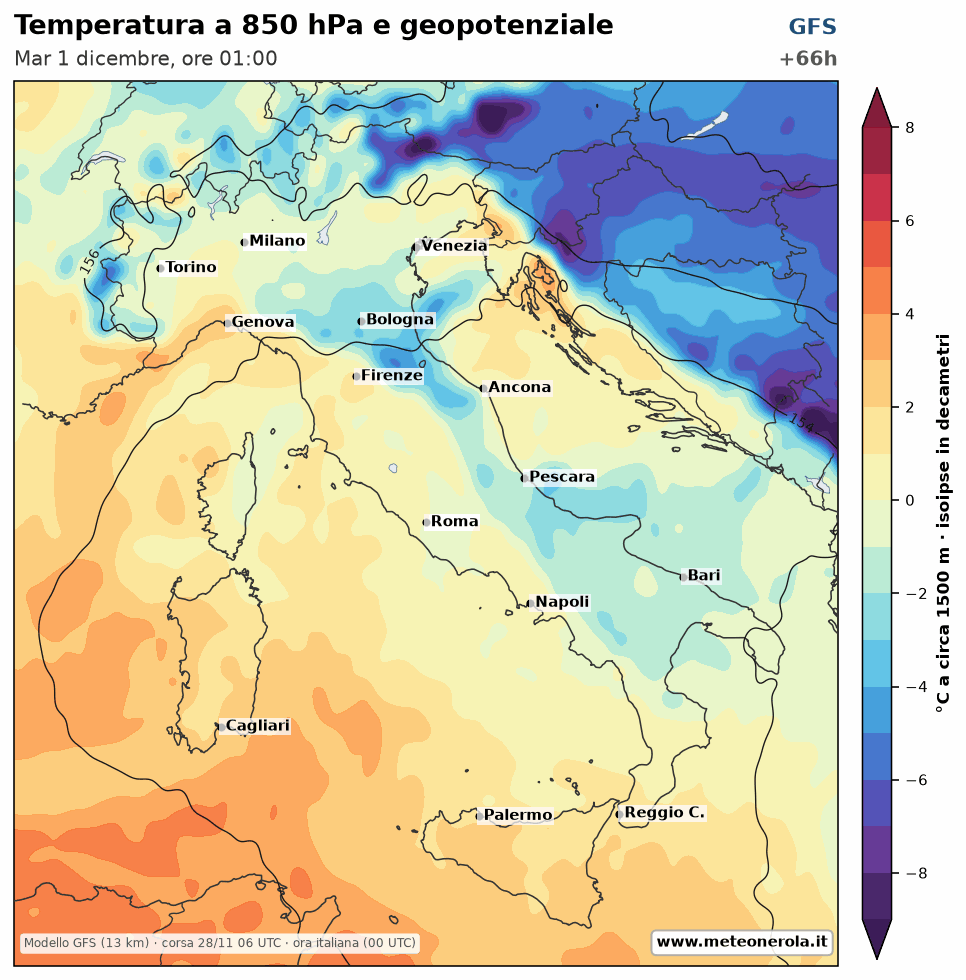 Temperatura a 850 hPa e geopotenziale
GFS
Mar 1 dicembre, ore 01:00
+66h
156
Milano
Venezia
Torino
Genova
Bologna
Firenze
Ancona
154
Pescara
Roma
Bari
Napoli
Cagliari
Palermo
Reggio C.
8
6
4
2
0
−2
−4
−6
−8
°C a circa 1500 m · isoipse in decametri
Modello GFS (13 km) · corsa 28/11 06 UTC · ora italiana (00 UTC)
www.meteonerola.it